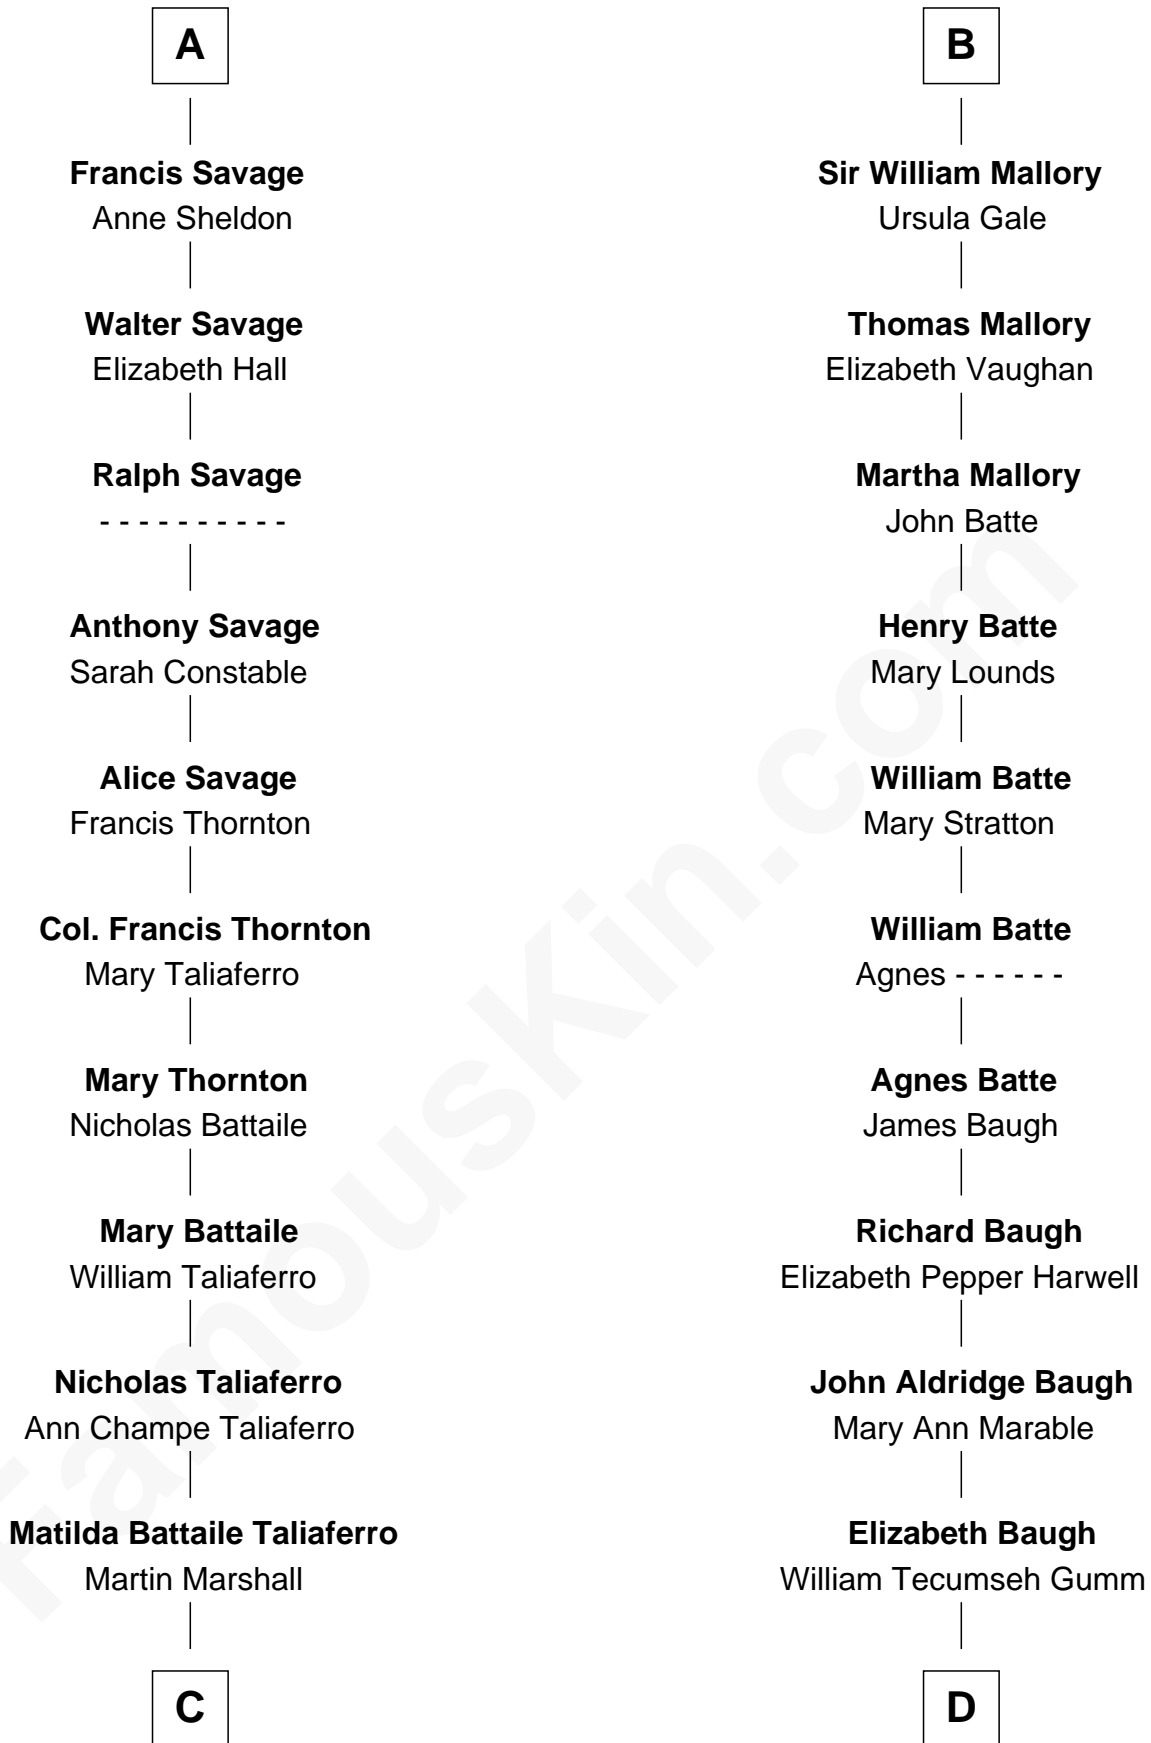 A
Francis Savage
Anne Sheldon
Walter Savage
Elizabeth Hall
Ralph Savage
- - - - - - - - - -
Anthony Savage
Sarah Constable
Alice Savage
Francis Thornton
Col. Francis Thornton
Mary Taliaferro
Mary Thornton
Nicholas Battaile
Mary Battaile
William Taliaferro
Nicholas Taliaferro
Ann Champe Taliaferro
Matilda Battaile Taliaferro
Martin Marshall
C
B
Sir William Mallory
Ursula Gale
Thomas Mallory
Elizabeth Vaughan
Martha Mallory
John Batte
Henry Batte
Mary Lounds
William Batte
Mary Stratton
William Batte
Agnes - - - - - -
Agnes Batte
James Baugh
Richard Baugh
Elizabeth Pepper Harwell
John Aldridge Baugh
Mary Ann Marable
Elizabeth Baugh
William Tecumseh Gumm
D
FamousKin.com